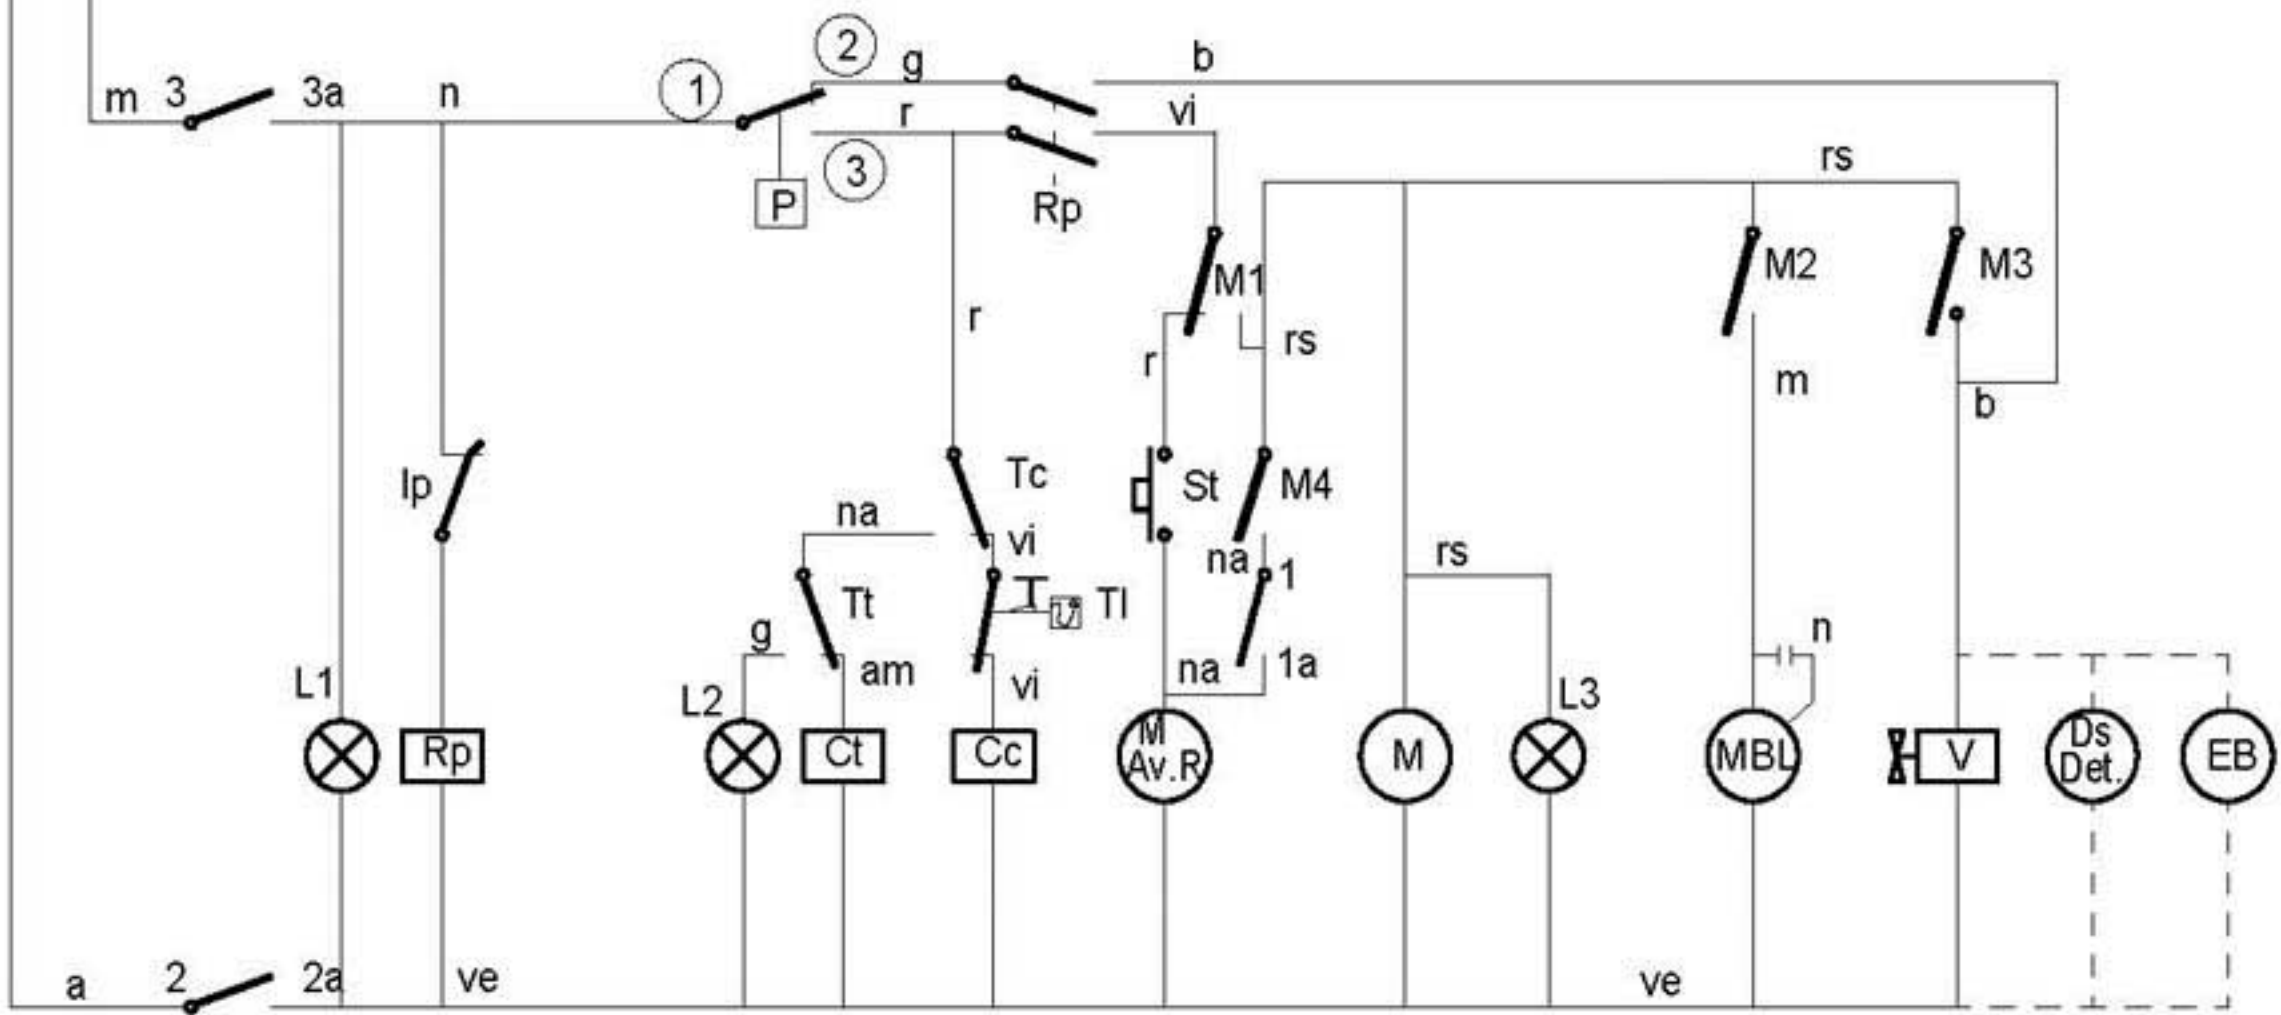 2
g
b
m 3 3a n 1
r
vi
3
P
Rp
rs
M1
M2
M3
r
rs
r
m
b
Ip
Tc
St
M4
na
vi
na
1
rs
Tt
Tl
g
n
am
na
1a
L1
L2
vi
L3
Rp
Ct
Cc
M
Av.R
M
MBL
V
Ds
Det.
EB
a 2 2a ve
ve